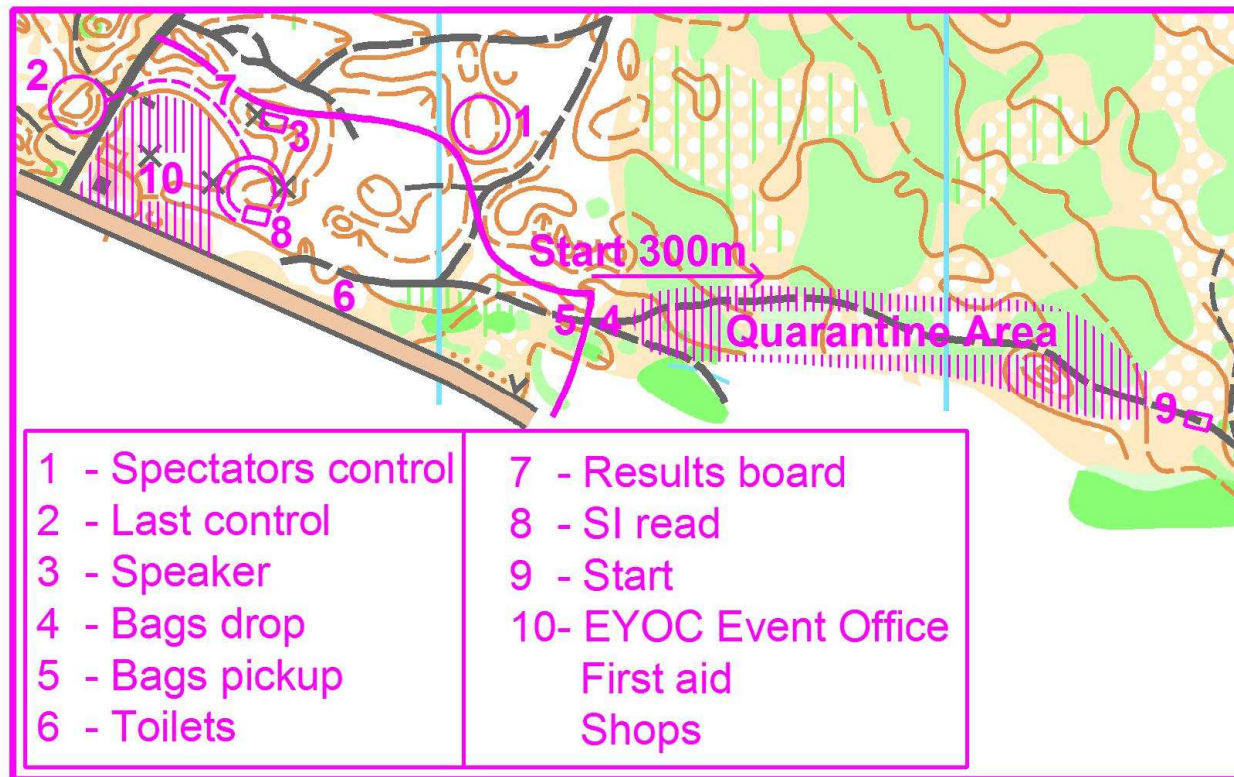 2
7
1
3
10
8
Start 300m
6
5
4
Quarantine Area
9
1 - Spectators control
2 - Last control
3 - Speaker
4 - Bags drop
5 - Bags pickup
6 - Toilets
7 - Results board
8 - SI read
9 - Start
10- EYOC Event Office
First aid
Shops